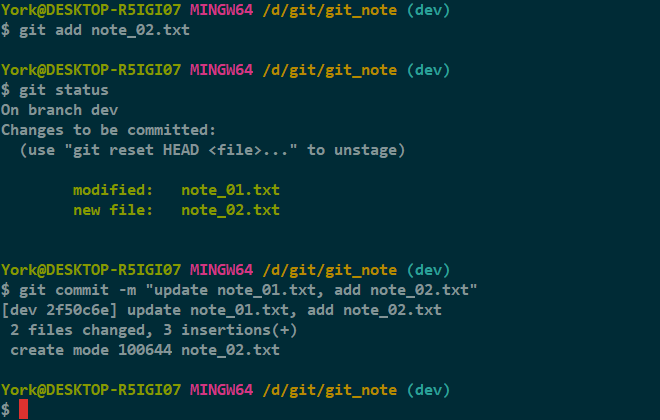 York@DESKTOP-R5IGI07 MINGW64 /d/git/git_note (dev)
$ git add note_02.txt
York@DESKTOP-R5IGI07 MINGW64 /d/git/git_note (dev)
$ git status
On branch dev
Changes to be committed:
  (use "git reset HEAD <file>..." to unstage)
        modified:   note_01.txt
        new file:   note_02.txt
York@DESKTOP-R5IGI07 MINGW64 /d/git/git_note (dev)
$ git commit -m "update note_01.txt, add note_02.txt"
[dev 2f50c6e] update note_01.txt, add note_02.txt
 2 files changed, 3 insertions(+)
 create mode 100644 note_02.txt
York@DESKTOP-R5IGI07 MINGW64 /d/git/git_note (dev)
$